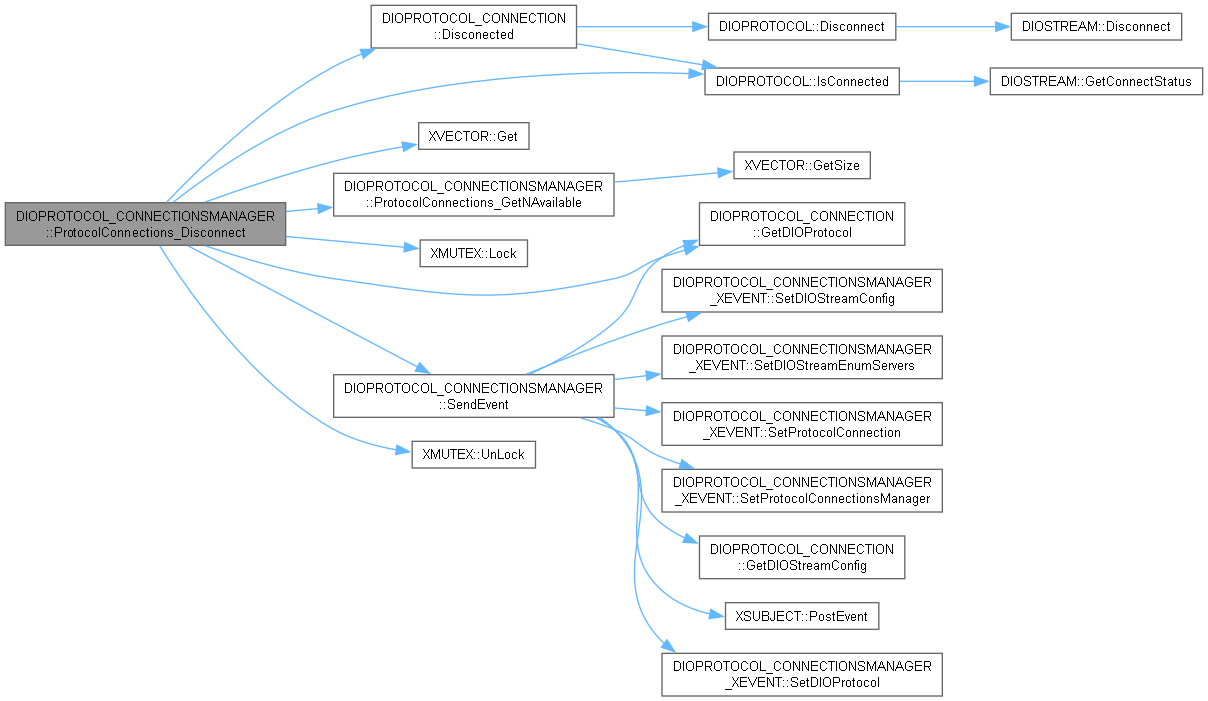 DIOPROTOCOL_CONNECTION
::Disconected
DIOPROTOCOL::Disconnect
DIOSTREAM::Disconnect
DIOPROTOCOL::IsConnected
DIOSTREAM::GetConnectStatus
XVECTOR::Get
XVECTOR::GetSize
DIOPROTOCOL_CONNECTIONSMANAGER
::ProtocolConnections_GetNAvailable
DIOPROTOCOL_CONNECTIONSMANAGER
::ProtocolConnections_Disconnect
DIOPROTOCOL_CONNECTION
::GetDIOProtocol
XMUTEX::Lock
DIOPROTOCOL_CONNECTIONSMANAGER
_XEVENT::SetDIOStreamConfig
DIOPROTOCOL_CONNECTIONSMANAGER
_XEVENT::SetDIOStreamEnumServers
DIOPROTOCOL_CONNECTIONSMANAGER
::SendEvent
DIOPROTOCOL_CONNECTIONSMANAGER
_XEVENT::SetProtocolConnection
XMUTEX::UnLock
DIOPROTOCOL_CONNECTIONSMANAGER
_XEVENT::SetProtocolConnectionsManager
DIOPROTOCOL_CONNECTION
::GetDIOStreamConfig
XSUBJECT::PostEvent
DIOPROTOCOL_CONNECTIONSMANAGER
_XEVENT::SetDIOProtocol